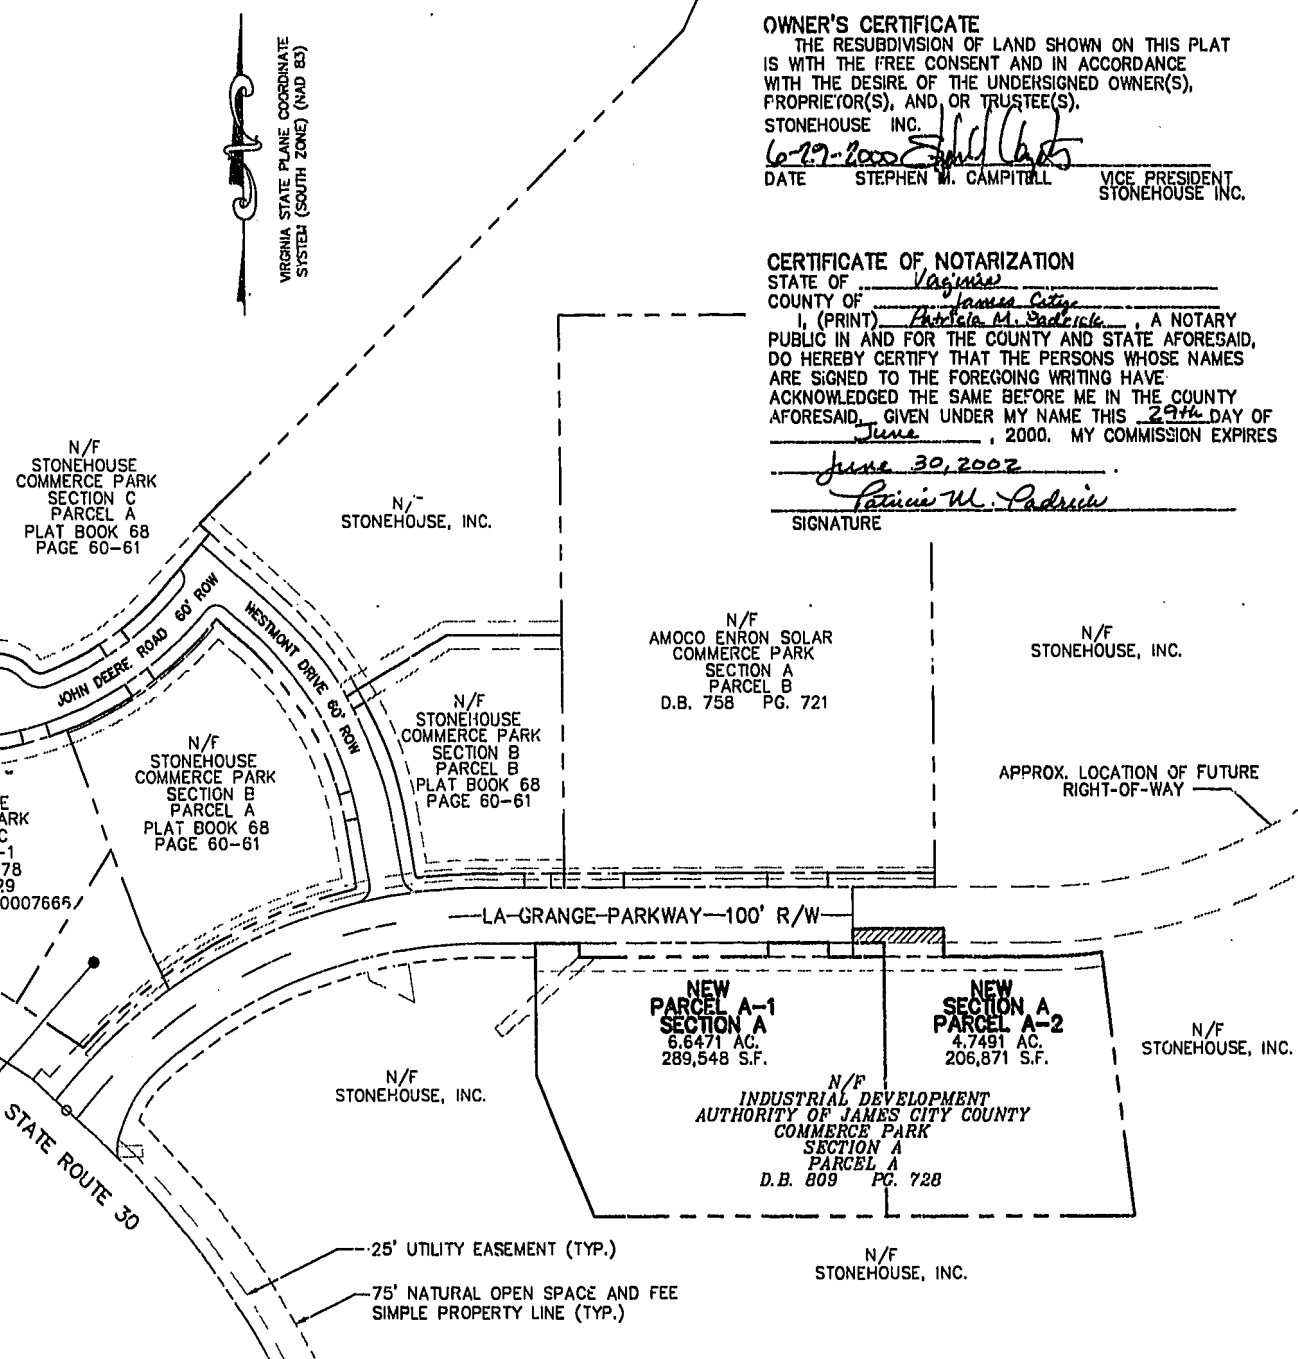 VIRGINIA STATE PLANE COORDINATE
SYSTEM (SOUTH ZONE) (NAD 83)
OWNER'S CERTIFICATE
THE RESUBDIVISION OF LAND SHOWN ON THIS PLAT
IS WITH THE FREE CONSENT AND IN ACCORDANCE
WITH THE DESIRE OF THE UNDERSIGNED OWNER(S),
PROPRIETOR(S), AND OR TRUSTEE(S).
STONEHOUSE INC.
6-29-2000
DATE STEPHEN M. CAMPITELL VICE PRESIDENT
STONEHOUSE INC.
CERTIFICATE OF NOTARIZATION
STATE OF Virginia
COUNTY OF James City
I, (PRINT) Patricia M. Padrick, A NOTARY
PUBLIC IN AND FOR THE COUNTY AND STATE AFORESAID,
DO HEREBY CERTIFY THAT THE PERSONS WHOSE NAMES
ARE SIGNED TO THE FOREGOING WRITING HAVE
ACKNOWLEDGED THE SAME BEFORE ME IN THE COUNTY
AFORESAID, GIVEN UNDER MY NAME THIS 29th DAY OF
June, 2000. MY COMMISSION EXPIRES
June 30, 2002.
Patricia M. Padrick
SIGNATURE
N/F
STONEHOUSE
COMMERCE PARK
SECTION C
PARCEL A
PLAT BOOK 68
PAGE 60-61
N/
STONEHOUSE, INC.
JOHN DEERE ROAD 60' ROW
WESTMONT DRIVE 60' ROW
N/F
AMOCO ENRON SOLAR
COMMERCE PARK
SECTION A
PARCEL B
D.B. 758 PG. 721
N/F
STONEHOUSE, INC.
N/F
STONEHOUSE
COMMERCE PARK
SECTION B
PARCEL B
PLAT BOOK 68
PAGE 60-61
N/F
STONEHOUSE
COMMERCE PARK
SECTION B
PARCEL A
PLAT BOOK 68
PAGE 60-61
E
ARK
C
-1
78
29
0007665
APPROX. LOCATION OF FUTURE
RIGHT-OF-WAY
LA GRANGE PARKWAY 100' R/W
NEW
PARCEL A-1
SECTION A
6.6471 AC.
289,548 S.F.
NEW
SECTION A
PARCEL A-2
4.7491 AC.
206,871 S.F.
N/F
STONEHOUSE, INC.
N/F
STONEHOUSE, INC.
N/F
INDUSTRIAL DEVELOPMENT
AUTHORITY OF JAMES CITY COUNTY
COMMERCE PARK
SECTION A
PARCEL A
D.B. 809 PG. 728
STATE ROUTE 30
25' UTILITY EASEMENT (TYP.)
75' NATURAL OPEN SPACE AND FEE
SIMPLE PROPERTY LINE (TYP.)
N/F
STONEHOUSE, INC.